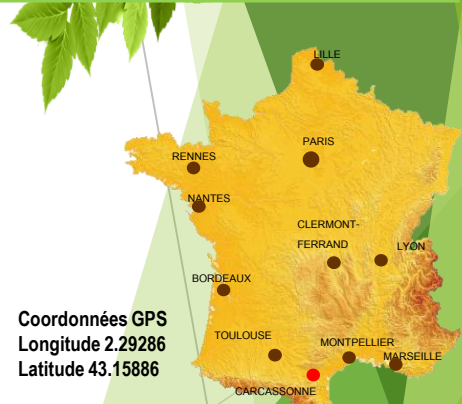 LILLE
PARIS
RENNES
NANTES
CLERMONT-
FERRAND
LYON
BORDEAUX
Coordonnées GPS
Longitude 2.29286
Latitude 43.15886
TOULOUSE
MONTPELLIER
MARSEILLE
CARCASSONNE